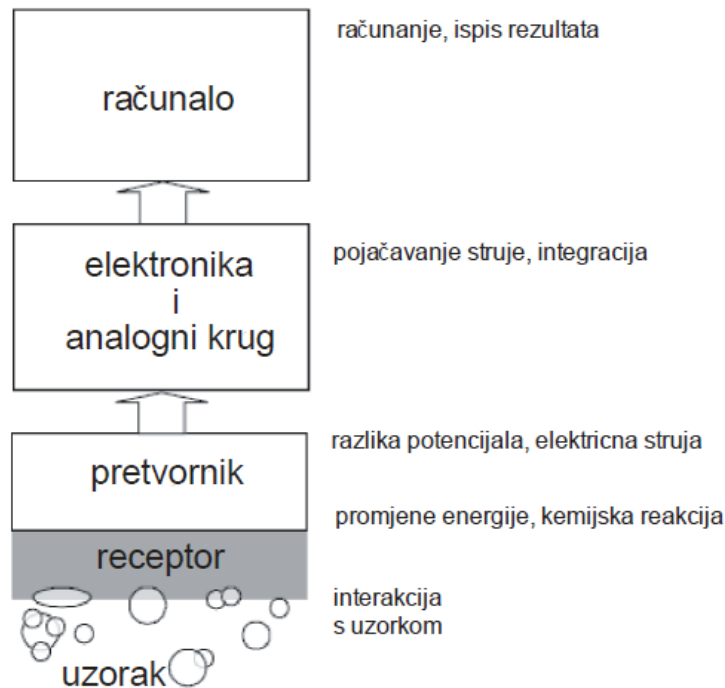 računalo
računanje, ispis rezultata
elektronika
i
analogni krug
pojačavanje struje, integracija
pretvornik
razlika potencijala, elektricna struja
receptor
promjene energije, kemijska reakcija
interakcija
s uzorkom
uzorak